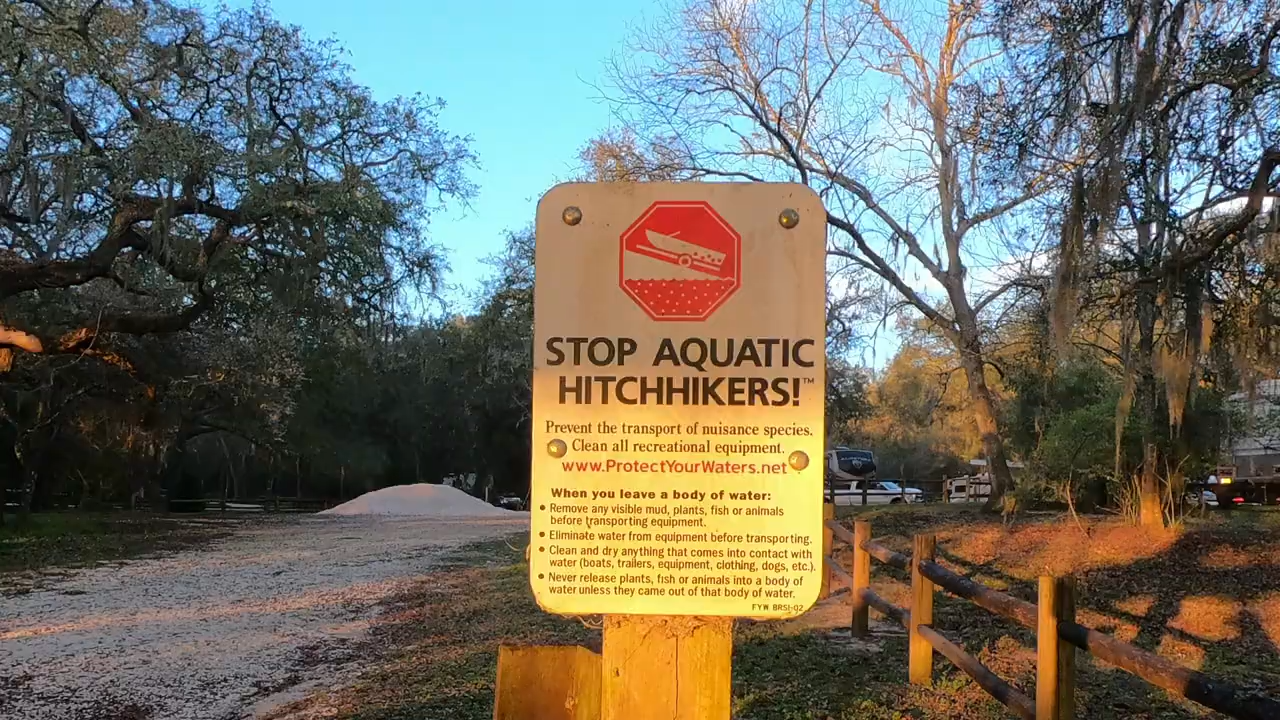 STOP AQUATIC
HITCHHIKERS!™
Prevent the transport of nuisance species.
Clean all recreational equipment.
www.ProtectYourWaters.net
When you leave a body of water:
• Remove any visible mud, plants, fish or animals
before transporting equipment.
• Eliminate water from equipment before transporting.
• Clean and dry anything that comes into contact with
water (boats, trailers, equipment, clothing, dogs, etc.).
• Never release plants, fish or animals into a body of
water unless they came out of that body of water.
FYW BRSI-02